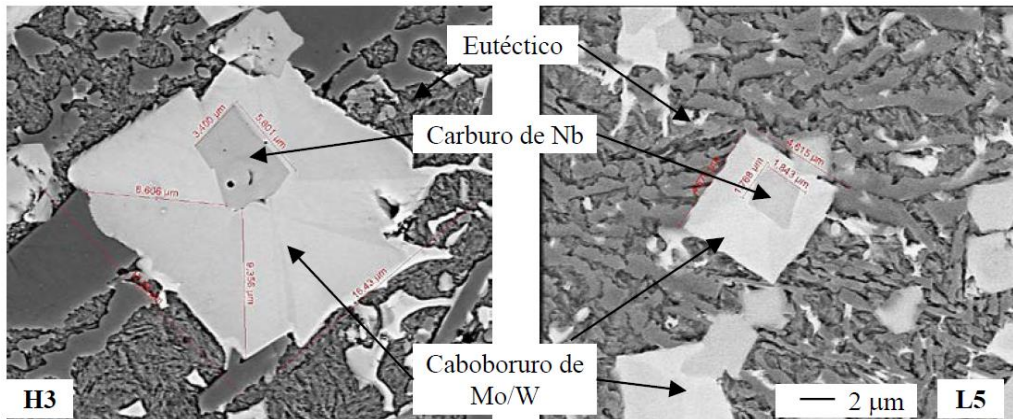 Eutéctico
Carburo de Nb
3,400 µm
5,601 µm
6,606 µm
9,356 µm
16,43 µm
4,615 µm
1,768 µm
1,843 µm
Caboboruro de
Mo/W
H3
2 µm
L5